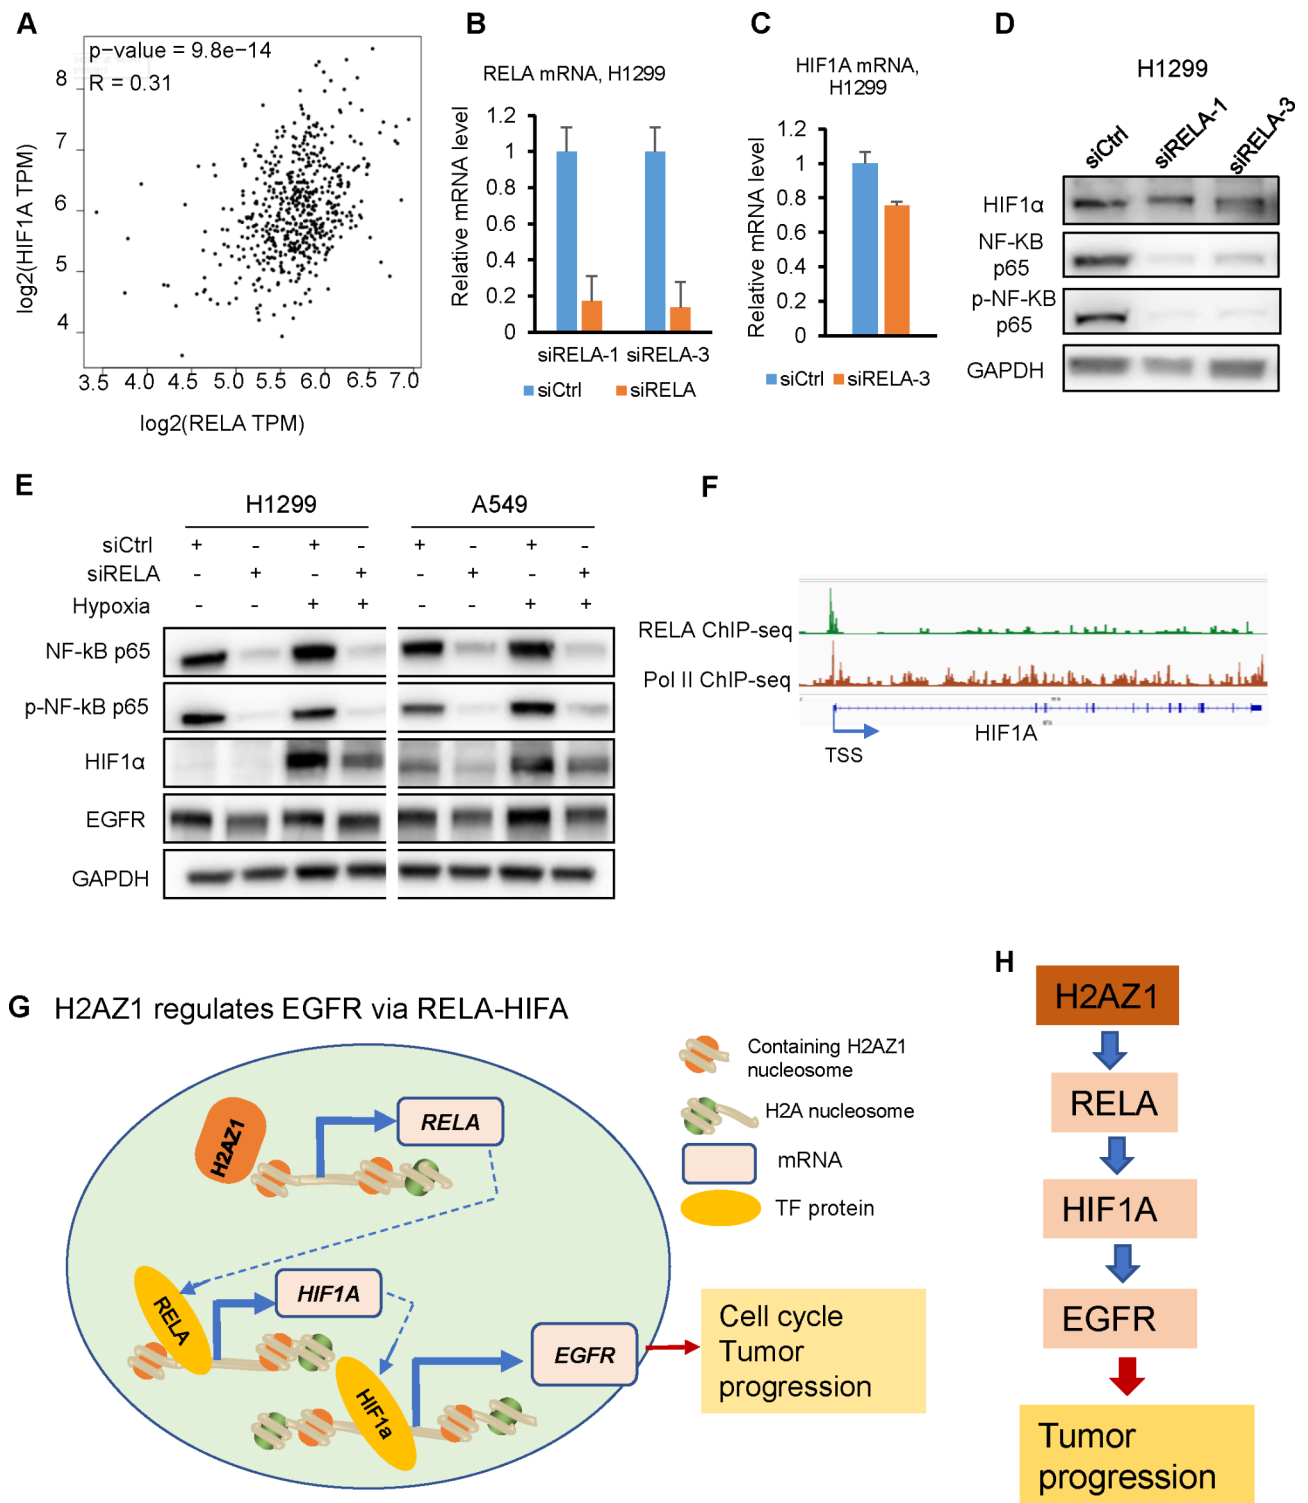 A
p-value = 9.8e-14
R = 0.31
8
7
6
5
4
log2(HIF1A TPM)
3.5 4.0 4.5 5.0 5.5 6.0 6.5 7.0
log2(RELA TPM)
B
RELA mRNA, H1299
Relative mRNA level
1.2
1
0.8
0.6
0.4
0.2
0
siRELA-1 siRELA-3
siCtrl siRELA
C
HIF1A mRNA,
H1299
Relative mRNA level
1.2
1
0.8
0.6
0.4
0.2
0
siCtrl siRELA-3
D
H1299
siCtrl siRELA-1 siRELA-3
HIF1α
NF-KB
p65
p-NF-KB
p65
GAPDH
E
H1299 A549
siCtrl + - + - + - + -
siRELA - + - + - + - +
Hypoxia - - + + - - + +
NF-kB p65
p-NF-kB p65
HIF1α
EGFR
GAPDH
F
RELA ChIP-seq
Pol II ChIP-seq
TSS
HIF1A
G H2AZ1 regulates EGFR via RELA-HIFA
H2AZ1
RELA
RELA
HIF1A
HIF1a
EGFR
Containing H2AZ1
nucleosome
H2A nucleosome
mRNA
TF protein
Cell cycle
Tumor
progression
H
H2AZ1
RELA
HIF1A
EGFR
Tumor
progression